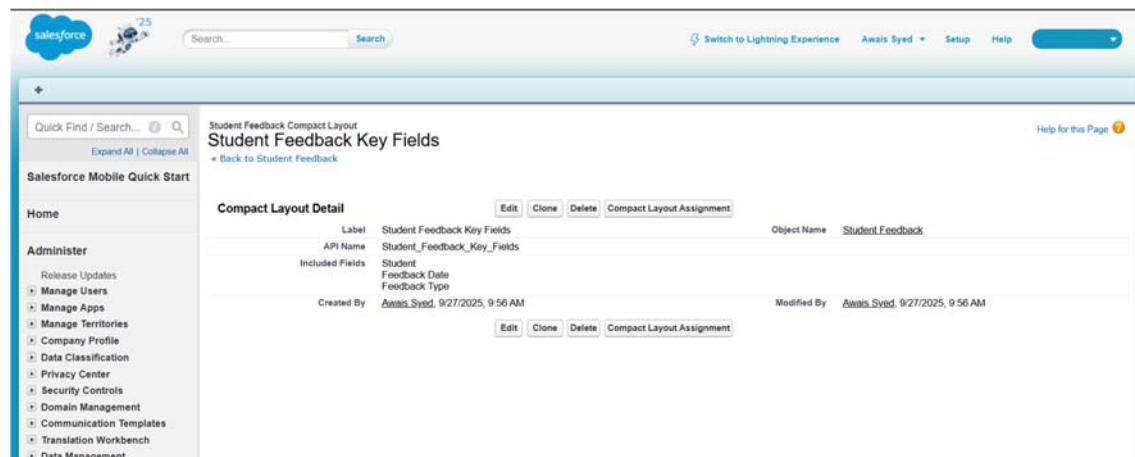 salesforce
'25
Search...
Search
Switch to Lightning Experience
Awais Syed
Setup
Help
+
Quick Find / Search...
Expand All | Collapse All
Salesforce Mobile Quick Start
Home
Administer
Release Updates
Manage Users
Manage Apps
Manage Territories
Company Profile
Data Classification
Privacy Center
Security Controls
Domain Management
Communication Templates
Translation Workbench
Data Management
Student Feedback Compact Layout
Student Feedback Key Fields
« Back to Student Feedback
Help for this Page
Compact Layout Detail
Edit Clone Delete Compact Layout Assignment
Label Student Feedback Key Fields Object Name Student Feedback
API Name Student_Feedback_Key_Fields
Included Fields Student
Feedback Date
Feedback Type
Created By Awais Syed, 9/27/2025, 9:56 AM Modified By Awais Syed, 9/27/2025, 9:56 AM
Edit Clone Delete Compact Layout Assignment